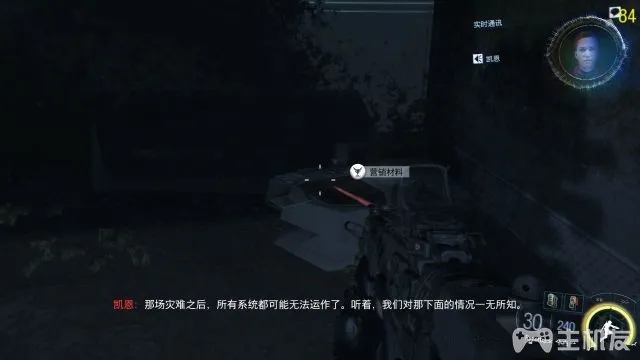 84
实时通讯
凯恩
营销材料
凯恩：那场灾难之后，所有系统都可能无法运作了。听着，我们对那下面的情况一无所知。
30
240
主机友